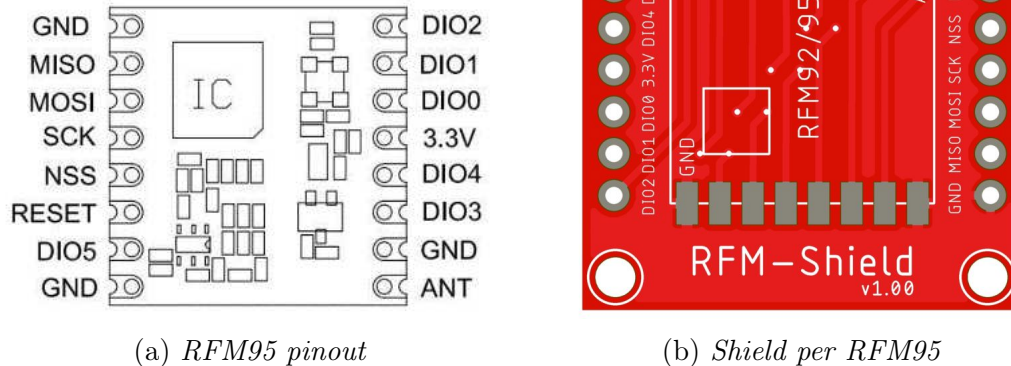 GND
MISO
MOSI
SCK
NSS
RESET
DIO5
GND
IC
DIO2
DIO1
DIO0
3.3V
DIO4
DIO3
GND
ANT
(a) RFM95 pinout
DIO2 DIO1 DIO0 3.3V DIO4
GND
RFM92/95
GND MISO MOSI SCK NSS
RFM-Shield
v1.00
(b) Shield per RFM95